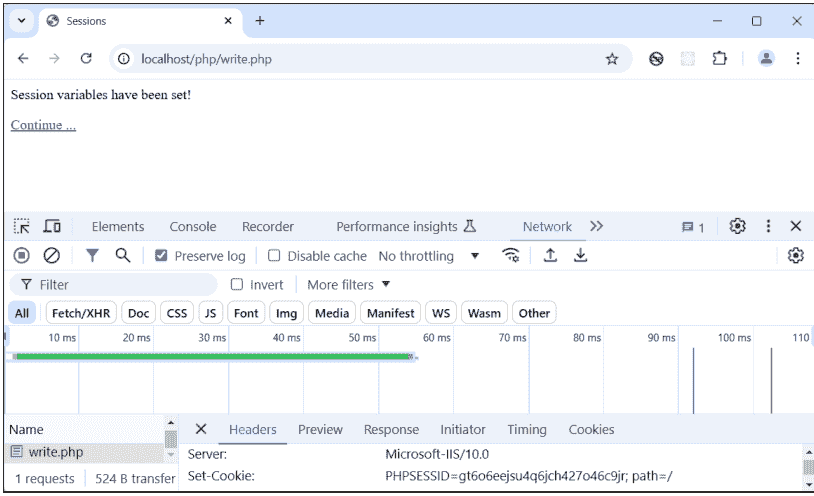 Sessions
localhost/php/write.php
Session variables have been set!
Continue ...
Elements Console Recorder Performance insights Network 1
Preserve log Disable cache No throttling
Filter Invert More filters
All Fetch/XHR Doc CSS JS Font Img Media Manifest WS Wasm Other
10 ms 20 ms 30 ms 40 ms 50 ms 60 ms 70 ms 80 ms 90 ms 100 ms 110
Name Headers Preview Response Initiator Timing Cookies
write.php Server: Microsoft-IIS/10.0
1 requests 524 B transfer Set-Cookie: PHPSESSID=gt6o6eejsu4q6jch427o46c9jr; path=/